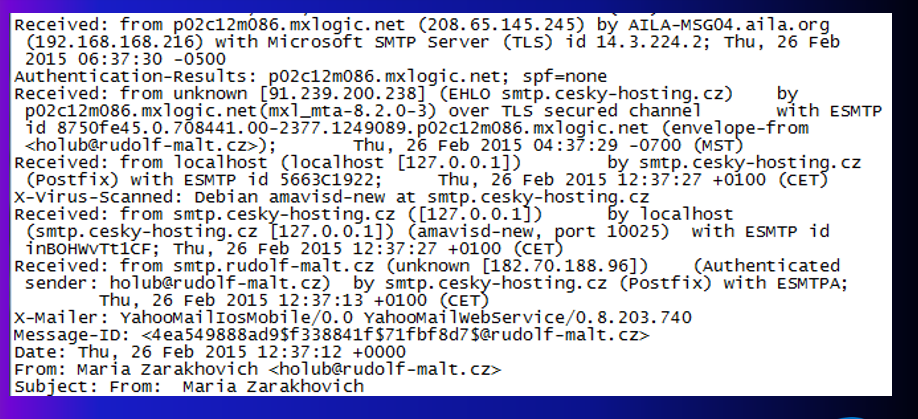 Received: from p02c12m086.mxlogic.net (208.65.145.245) by AILA-MSG04.aila.org
(192.168.168.216) with Microsoft SMTP Server (TLS) id 14.3.224.2; Thu, 26 Feb
2015 06:37:30 -0500
Authentication-Results: p02c12m086.mxlogic.net; spf=none
Received: from unknown [91.239.200.238] (EHLO smtp.cesky-hosting.cz) by
p02c12m086.mxlogic.net(mxl_mta-8.2.0-3) over TLS secured channel with ESMTP
id 8750fe45.0.708441.00-2377.1249089.p02c12m086.mxlogic.net (envelope-from
<holub@rudolf-malt.cz>); Thu, 26 Feb 2015 04:37:29 -0700 (MST)
Received: from localhost (localhost [127.0.0.1]) by smtp.cesky-hosting.cz
(Postfix) with ESMTP id 5663C1922; Thu, 26 Feb 2015 12:37:27 +0100 (CET)
X-Virus-Scanned: Debian amavisd-new at smtp.cesky-hosting.cz
Received: from smtp.cesky-hosting.cz ([127.0.0.1]) by localhost
(smtp.cesky-hosting.cz [127.0.0.1]) (amavisd-new, port 10025) with ESMTP id
inBOHWvTt1CF; Thu, 26 Feb 2015 12:37:27 +0100 (CET)
Received: from smtp.rudolf-malt.cz (unknown [182.70.188.96]) (Authenticated
sender: holub@rudolf-malt.cz) by smtp.cesky-hosting.cz (Postfix) with ESMTPA;
Thu, 26 Feb 2015 12:37:13 +0100 (CET)
X-Mailer: YahooMailIosMobile/0.0 YahooMailWebService/0.8.203.740
Message-ID: <4ea549888ad9$f338841f$71fbf8d7$@rudolf-malt.cz>
Date: Thu, 26 Feb 2015 12:37:12 +0000
From: Maria Zarakhovich <holub@rudolf-malt.cz>
Subject: From: Maria Zarakhovich